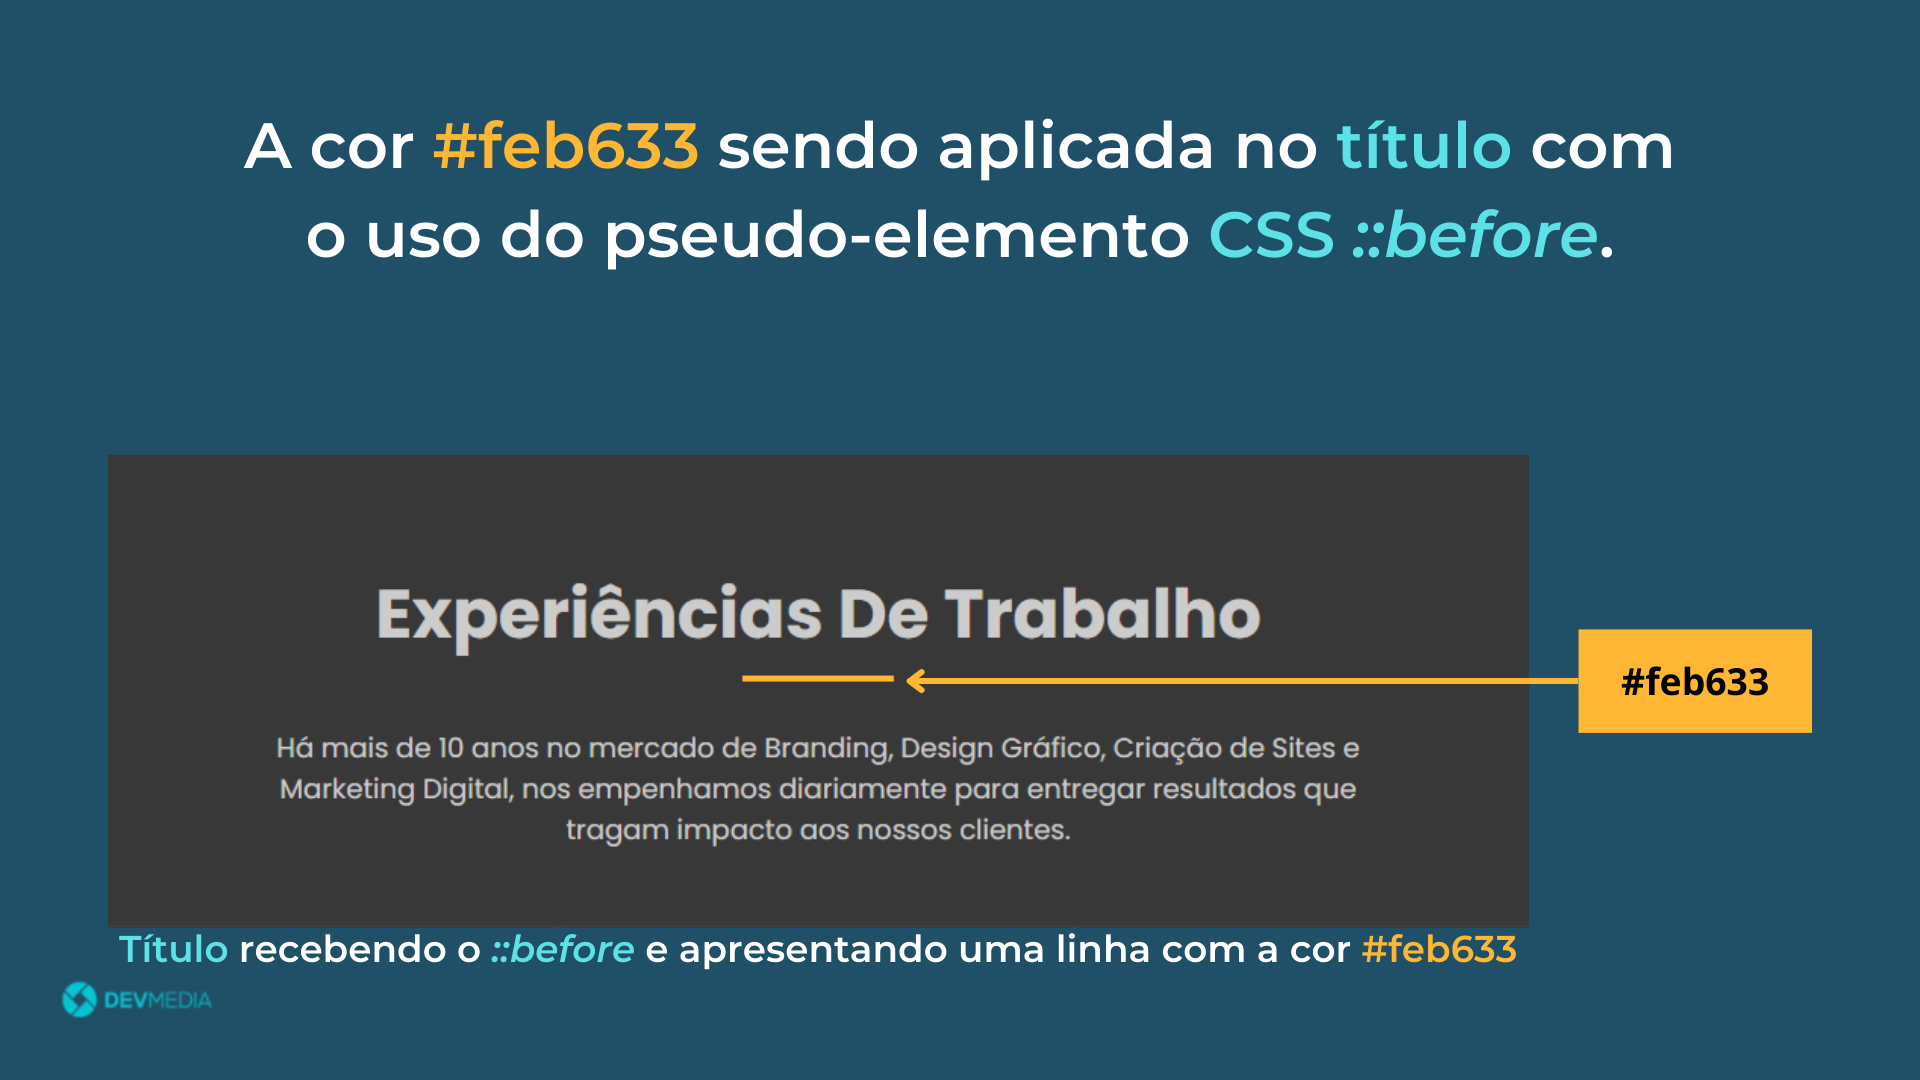 A cor #feb633 sendo aplicada no título com
o uso do pseudo-elemento CSS ::before.
Experiências De Trabalho
#feb633
Há mais de 10 anos no mercado de Branding, Design Gráfico, Criação de Sites e
Marketing Digital, nos empenhamos diariamente para entregar resultados que
tragam impacto aos nossos clientes.
Título recebendo o ::before e apresentando uma linha com a cor #feb633
DEVMEDIA